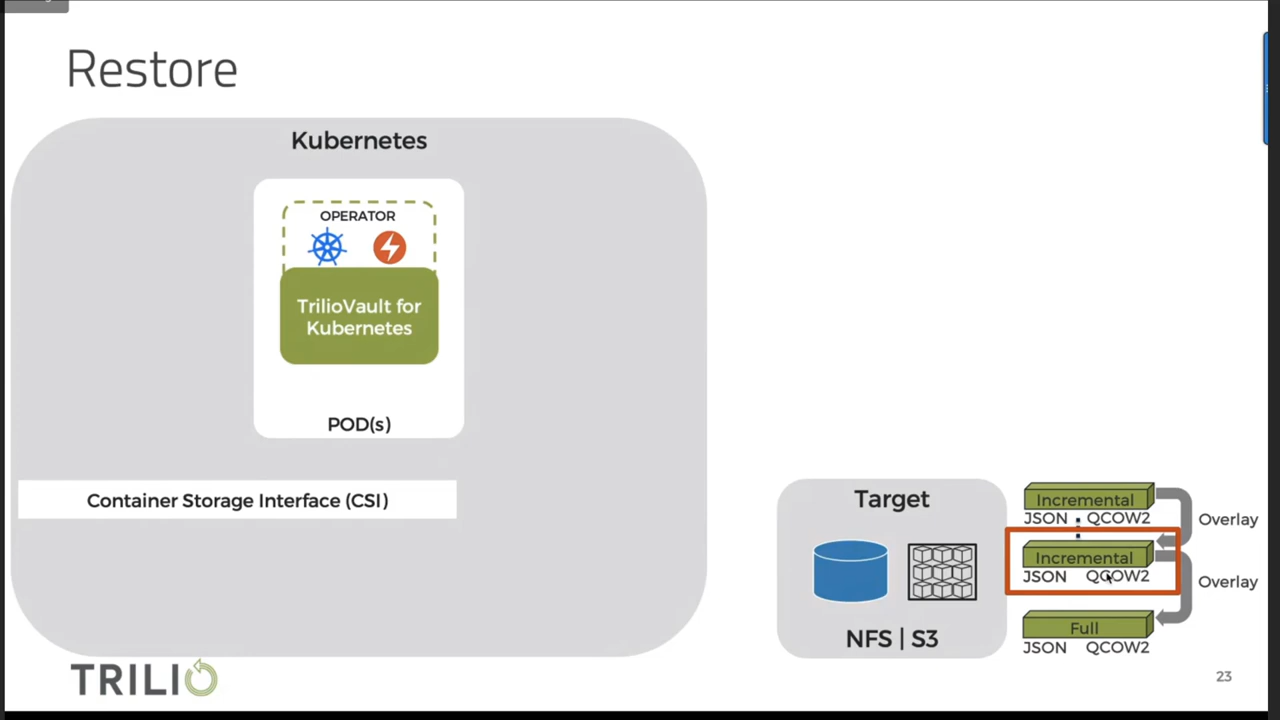 Restore
Kubernetes
OPERATOR
TrilioVault for
Kubernetes
POD(s)
Container Storage Interface (CSI)
Target
NFS | S3
Incremental
JSON QCOW2
Overlay
Incremental
JSON QCOW2
Overlay
Full
JSON QCOW2
TRILIO
23